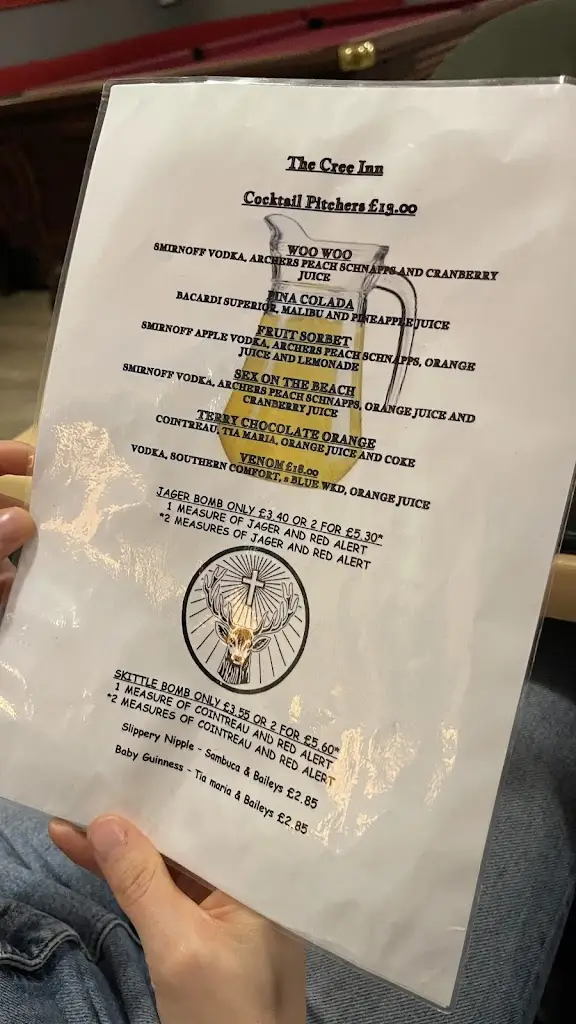 The Cree Inn
Cocktail Pitchers £19.00
WOO WOO
SMIRNOFF VODKA, ARCHERS PEACH SCHNAPPS AND CRANBERRY
JUICE
PINA COLADA
BACARDI SUPERIOR, MALIBU AND PINEAPPLE JUICE
FRUIT SORBET
SMIRNOFF APPLE VODKA, ARCHERS PEACH SCHNAPPS, ORANGE
JUICE AND LEMONADE
SEX ON THE BEACH
SMIRNOFF VODKA, ARCHERS PEACH SCHNAPPS, ORANGE JUICE AND
CRANBERRY JUICE
TERRY CHOCOLATE ORANGE
COINTREAU, TIA MARIA, ORANGE JUICE AND COKE
VENOM £18.00
VODKA, SOUTHERN COMFORT, 2 BLUE WKD, ORANGE JUICE
JAGER BOMB ONLY £3.40 OR 2 FOR £5.30*
1 MEASURE OF JAGER AND RED ALERT
*2 MEASURES OF JAGER AND RED ALERT
SKITTLE BOMB ONLY £3.55 OR 2 FOR £5.60*
1 MEASURE OF COINTREAU AND RED ALERT
*2 MEASURES OF COINTREAU AND RED ALERT
Slippery Nipple - Sambuca & Baileys £2.85
Baby Guinness - Tia maria & Baileys £2.85